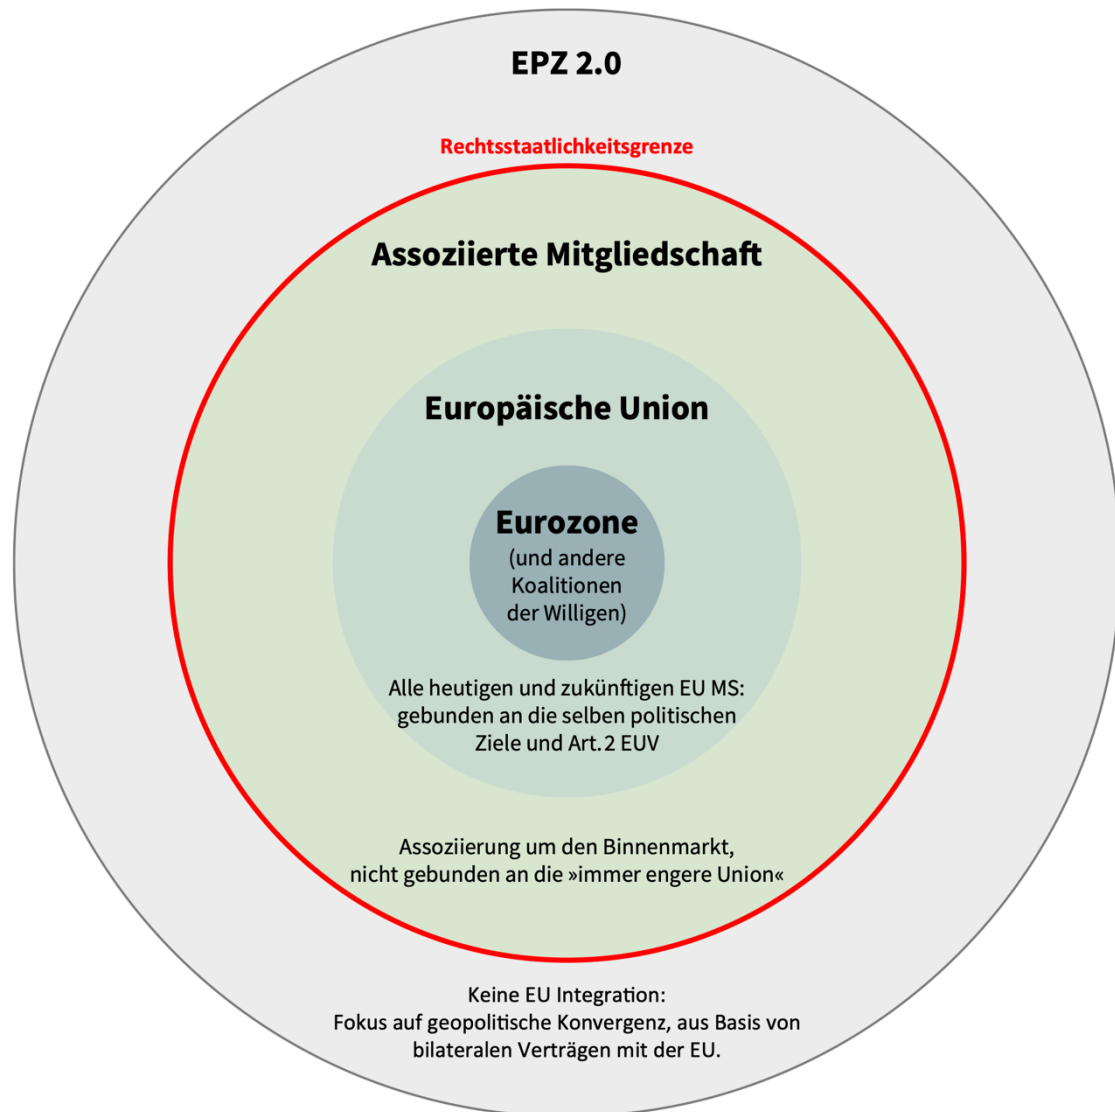 EPZ 2.0
Rechtsstaatlichkeitsgrenze
Assoziierte Mitgliedschaft
Europäische Union
Eurozone
(und andere
Koalitionen
der Willigen)
Alle heutigen und zukünftigen EU MS:
gebunden an die selben politischen
Ziele und Art. 2 EUV
Assoziierung um den Binnenmarkt,
nicht gebunden an die »immer engere Union«
Keine EU Integration:
Fokus auf geopolitische Konvergenz, aus Basis von
bilateralen Verträgen mit der EU.